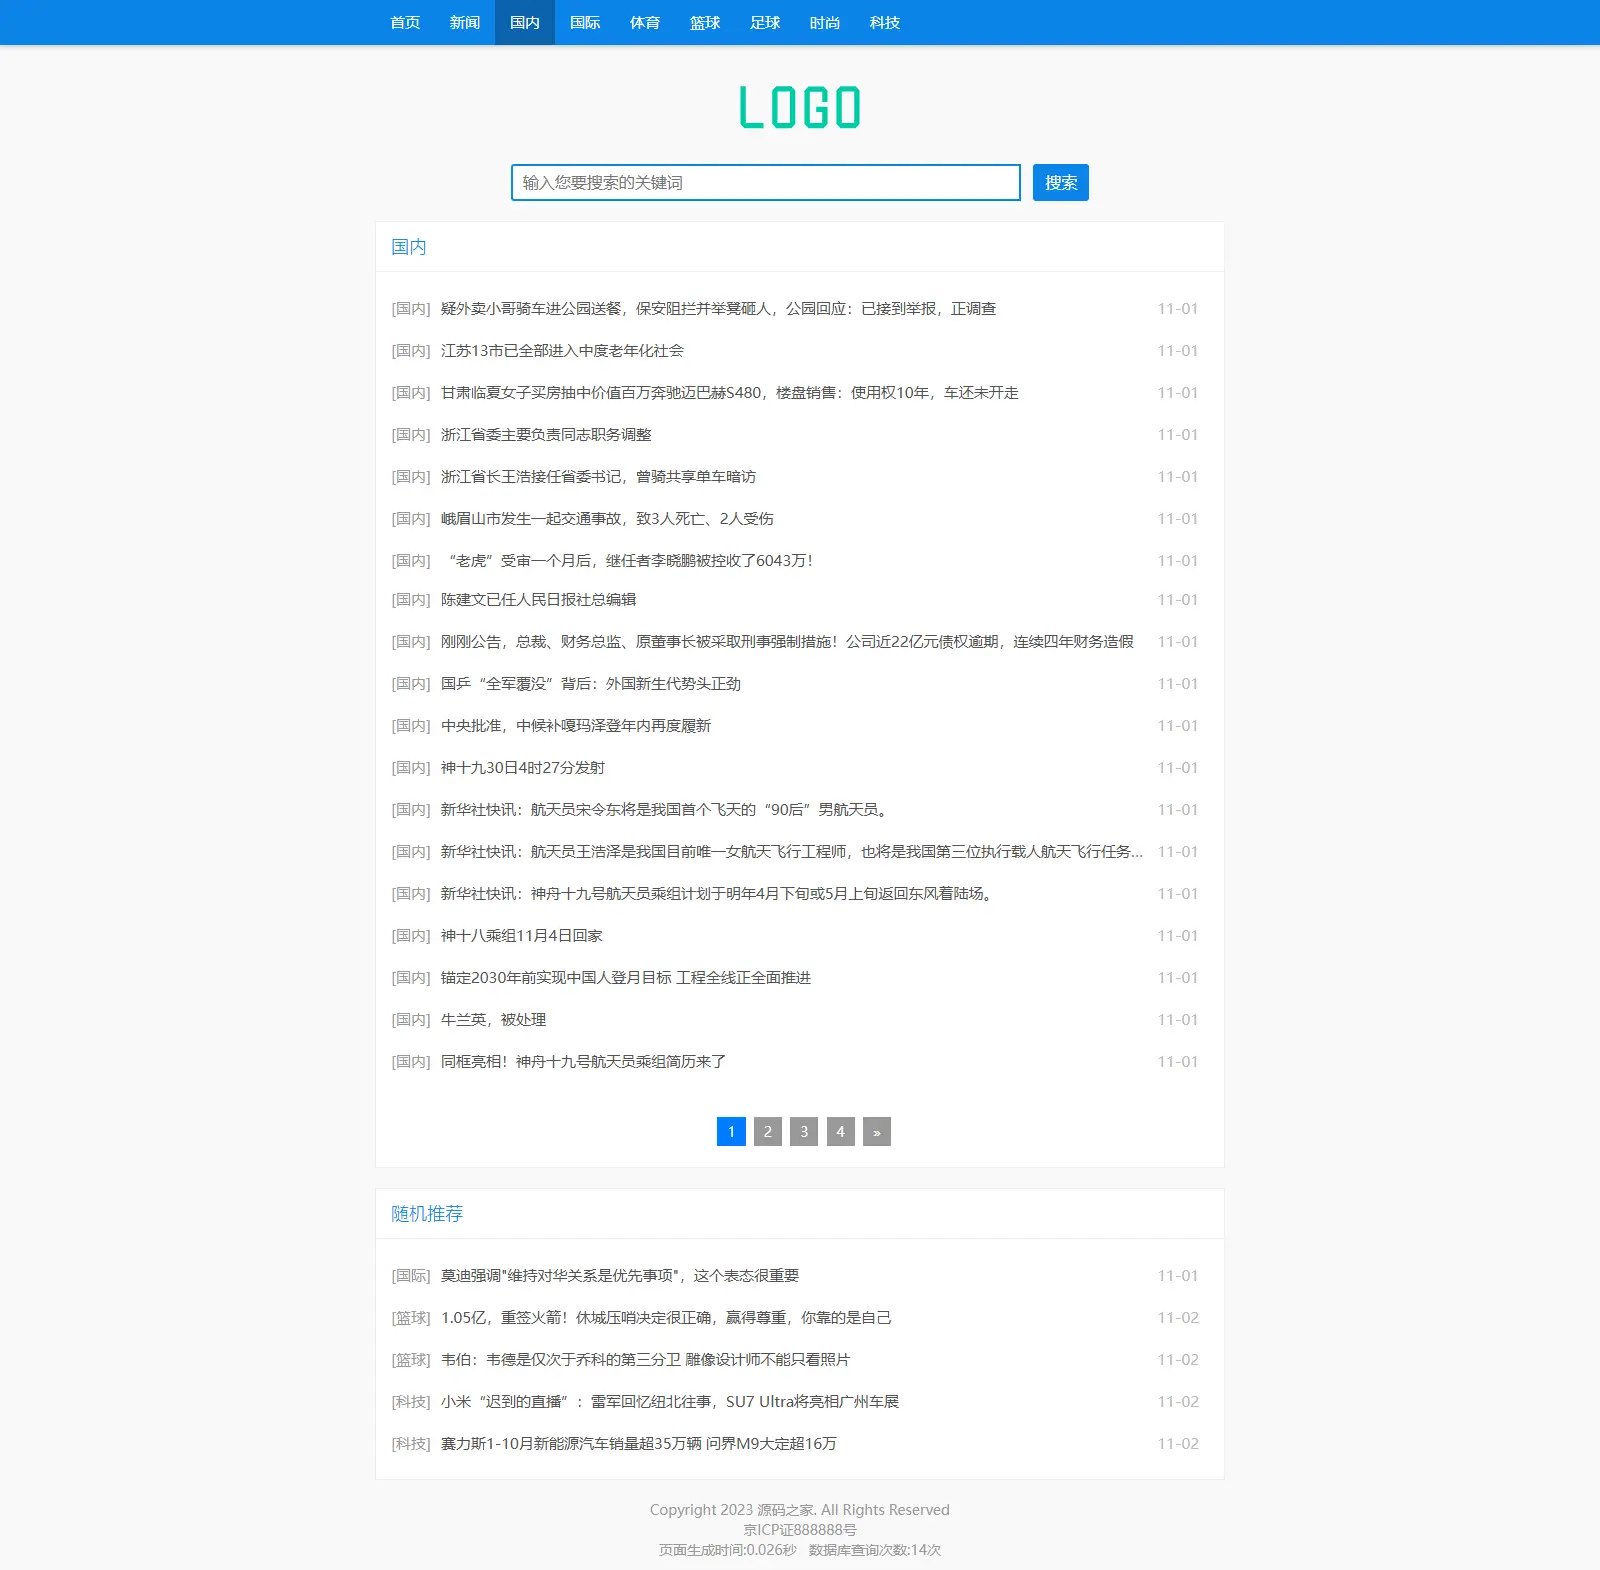 首页 新闻 国内 国际 体育 篮球 足球 时尚 科技
LOGO
输入您要搜索的关键词 搜索
国内
[国内] 疑外卖小哥骑车进公园送餐，保安阻拦并举凳砸人，公园回应：已接到举报，正调查 11-01
[国内] 江苏13市已全部进入中度老年化社会 11-01
[国内] 甘肃临夏女子买房抽中价值百万奔驰迈巴赫S480，楼盘销售：使用权10年，车还未开走 11-01
[国内] 浙江省委主要负责同志职务调整 11-01
[国内] 浙江省长王浩接任省委书记，曾骑共享单车暗访 11-01
[国内] 峨眉山市发生一起交通事故，致3人死亡、2人受伤 11-01
[国内] “老虎”受审一个月后，继任者李晓鹏被控收了6043万！ 11-01
[国内] 陈建文已任人民日报社总编辑 11-01
[国内] 刚刚公告，总裁、财务总监、原董事长被采取刑事强制措施！公司近22亿元债权逾期，连续四年财务造假 11-01
[国内] 国乒“全军覆没”背后：外国新生代势头正劲 11-01
[国内] 中央批准，中候补嘎玛泽登年内再度履新 11-01
[国内] 神十九30日4时27分发射 11-01
[国内] 新华社快讯：航天员宋令东将是我国首个飞天的“90后”男航天员。 11-01
[国内] 新华社快讯：航天员王浩泽是我国目前唯一女航天飞行工程师，也将是我国第三位执行载人航天飞行任务... 11-01
[国内] 新华社快讯：神舟十九号航天员乘组计划于明年4月下旬或5月上旬返回东风着陆场。 11-01
[国内] 神十八乘组11月4日回家 11-01
[国内] 锚定2030年前实现中国人登月目标 工程全线正全面推进 11-01
[国内] 牛兰英，被处理 11-01
[国内] 同框亮相！神舟十九号航天员乘组简历来了 11-01
1 2 3 4 »
随机推荐
[国际] 莫迪强调"维持对华关系是优先事项"，这个表态很重要 11-01
[篮球] 1.05亿，重签火箭！休城压哨决定很正确，赢得尊重，你靠的是自己 11-02
[篮球] 韦伯：韦德是仅次于乔科的第三分卫 雕像设计师不能只看照片 11-02
[科技] 小米“迟到的直播”：雷军回忆纽北往事，SU7 Ultra将亮相广州车展 11-02
[科技] 赛力斯1-10月新能源汽车销量超35万辆 问界M9大定超16万 11-02
Copyright 2023 源码之家. All Rights Reserved
京ICP证888888号
页面生成时间:0.026秒 数据库查询次数:14次